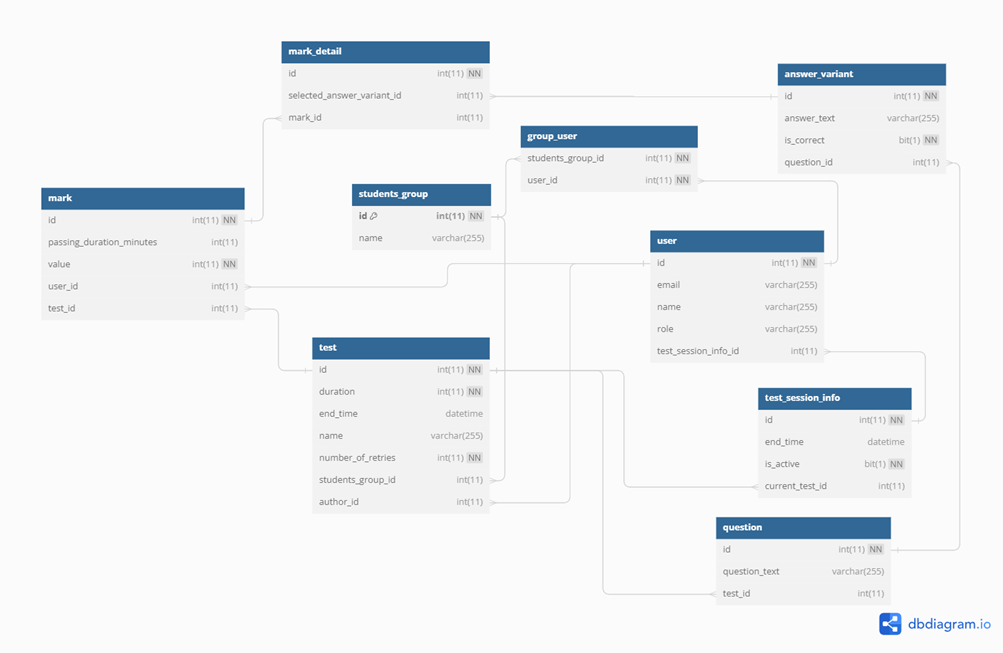 mark_detail
id int(11) NN
selected_answer_variant_id int(11)
mark_id int(11)
answer_variant
id int(11) NN
answer_text varchar(255)
is_correct bit(1) NN
question_id int(11)
group_user
students_group_id int(11) NN
user_id int(11) NN
students_group
id int(11) NN
name varchar(255)
mark
id int(11) NN
passing_duration_minutes int(11)
value int(11) NN
user_id int(11)
test_id int(11)
user
id int(11) NN
email varchar(255)
name varchar(255)
role varchar(255)
test_session_info_id int(11)
test
id int(11) NN
duration int(11) NN
end_time datetime
name varchar(255)
number_of_retries int(11) NN
students_group_id int(11)
author_id int(11)
test_session_info
id int(11) NN
end_time datetime
is_active bit(1) NN
current_test_id int(11)
question
id int(11) NN
question_text varchar(255)
test_id int(11)
dbdiagram.io